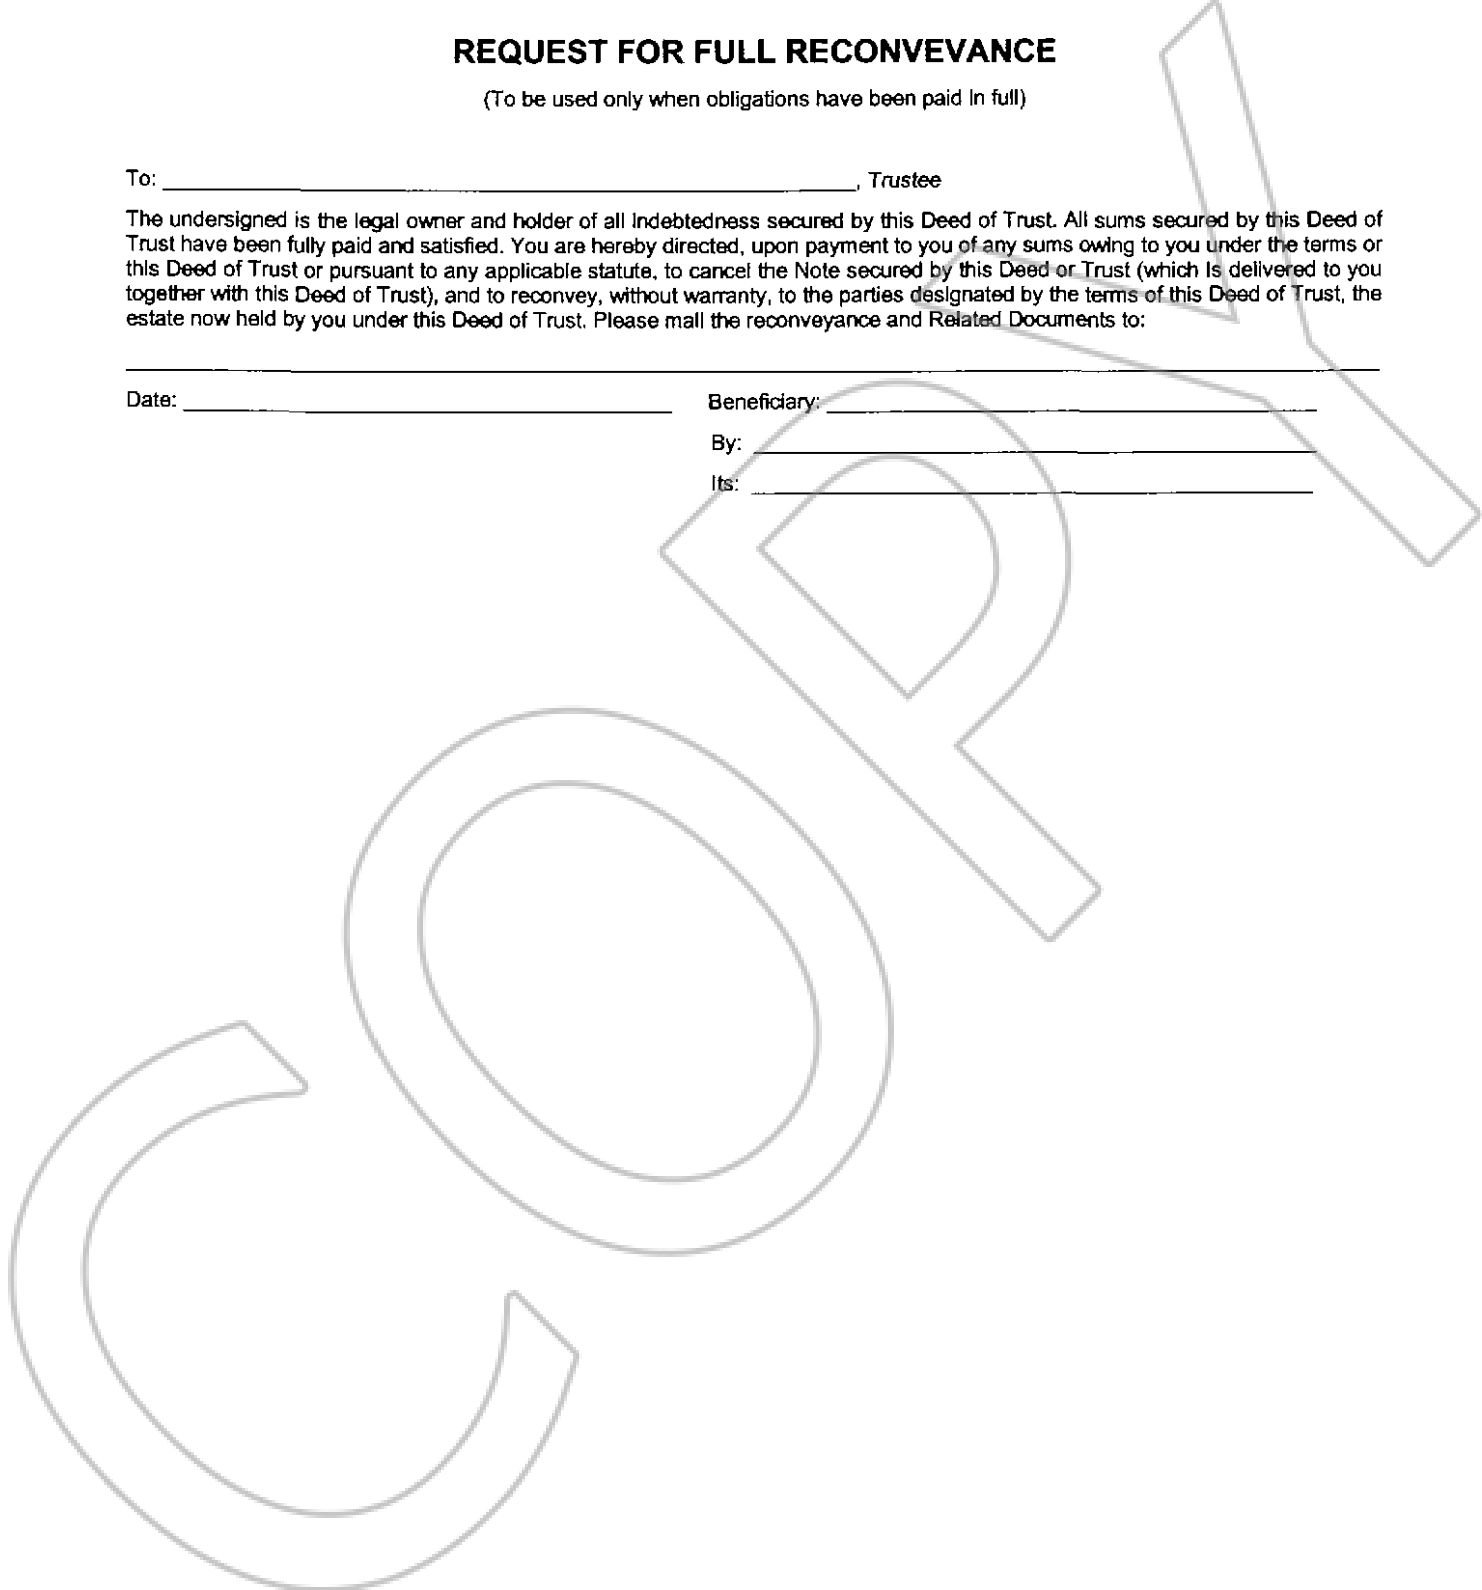 REQUEST FOR FULL RECONVEVANCE
(To be used only when obligations have been paid In full)
To: , Trustee
The undersigned is the legal owner and holder of all Indebtedness secured by this Deed of Trust. All sums secured by this Deed of
Trust have been fully paid and satisfied. You are hereby directed, upon payment to you of any sums owing to you under the terms or
this Deed of Trust or pursuant to any applicable statute, to cancel the Note secured by this Deed or Trust (which Is delivered to you
together with this Deed of Trust), and to reconvey, without warranty, to the parties designated by the terms of this Deed of Trust, the
estate now held by you under this Deed of Trust. Please mall the reconveyance and Related Documents to:
Date: Beneficiary:
By:
Its:
COPY